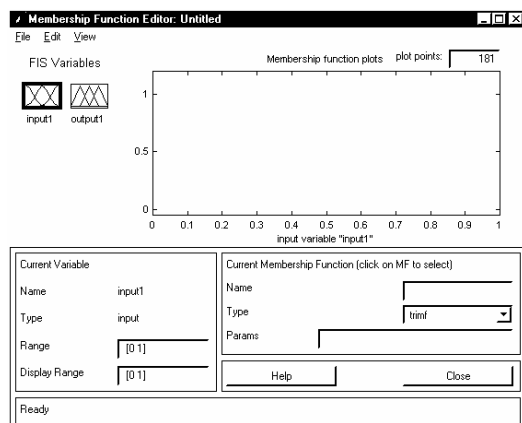 Membership Function Editor: Untitled
File Edit View
FIS Variables
Membership function plots plot points: 181
input1 output1
1
0.5
0
0 0.1 0.2 0.3 0.4 0.5 0.6 0.7 0.8 0.9 1
input variable "input1"
Current Variable
Name input1
Type input
Range [0 1]
Display Range [0 1]
Current Membership Function (click on MF to select)
Name
Type trimf
Params
Help Close
Ready